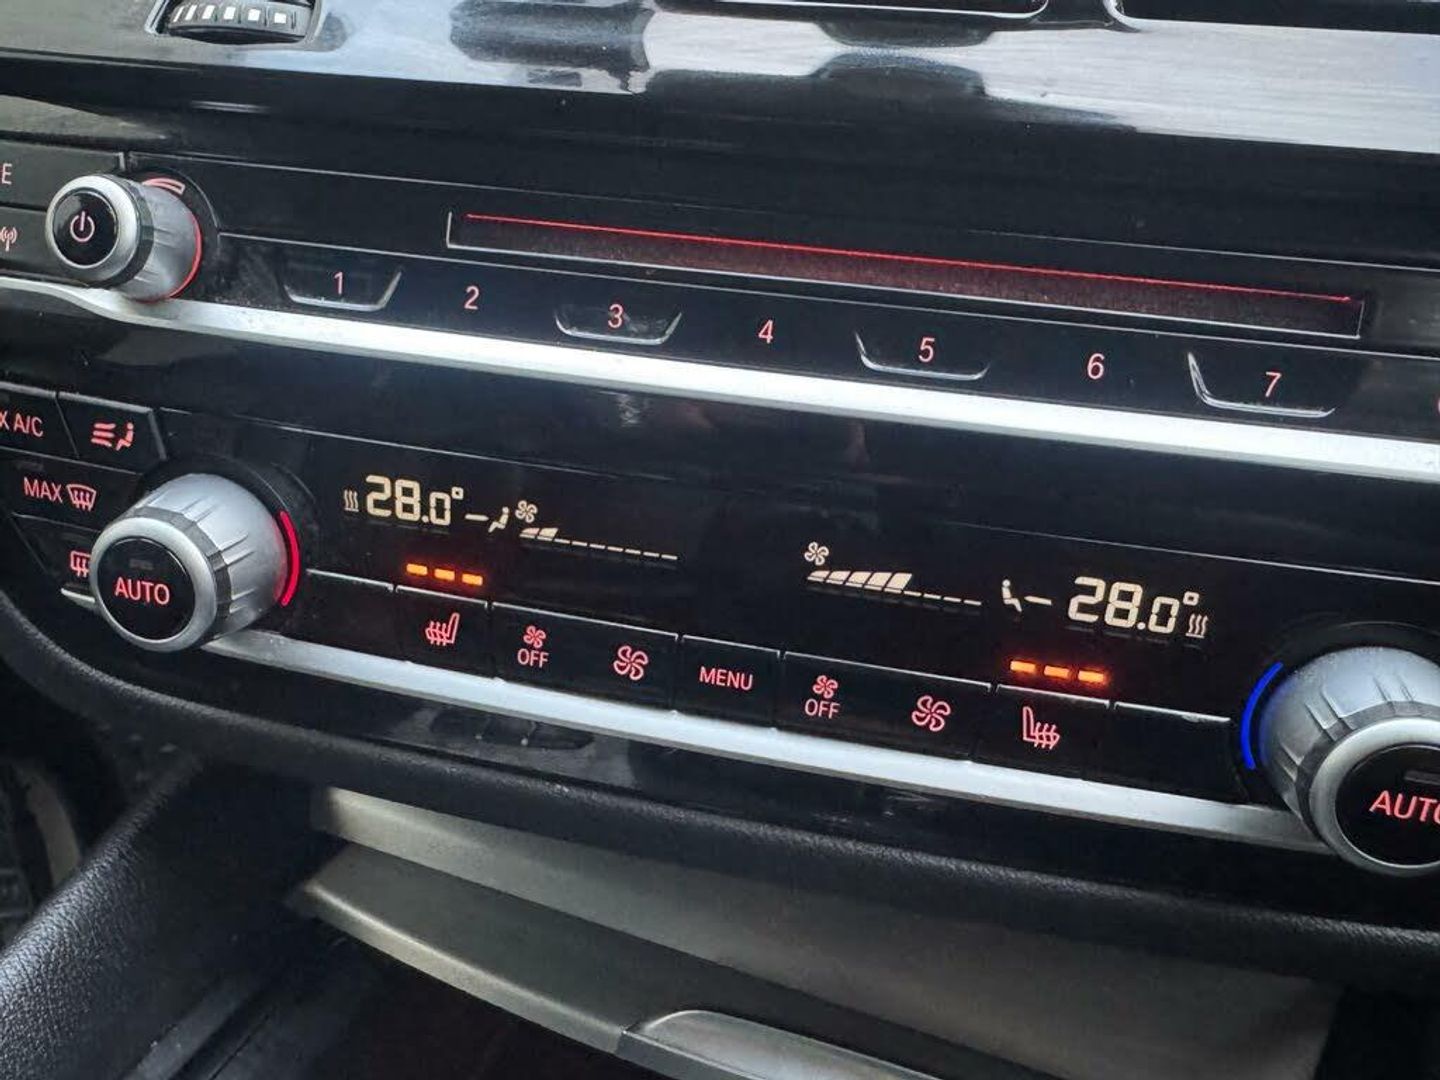 E
1 2 3 4 5 6 7
X A/C
MAX
28.0°
28.0°
AUTO
OFF
MENU
OFF
AUTO